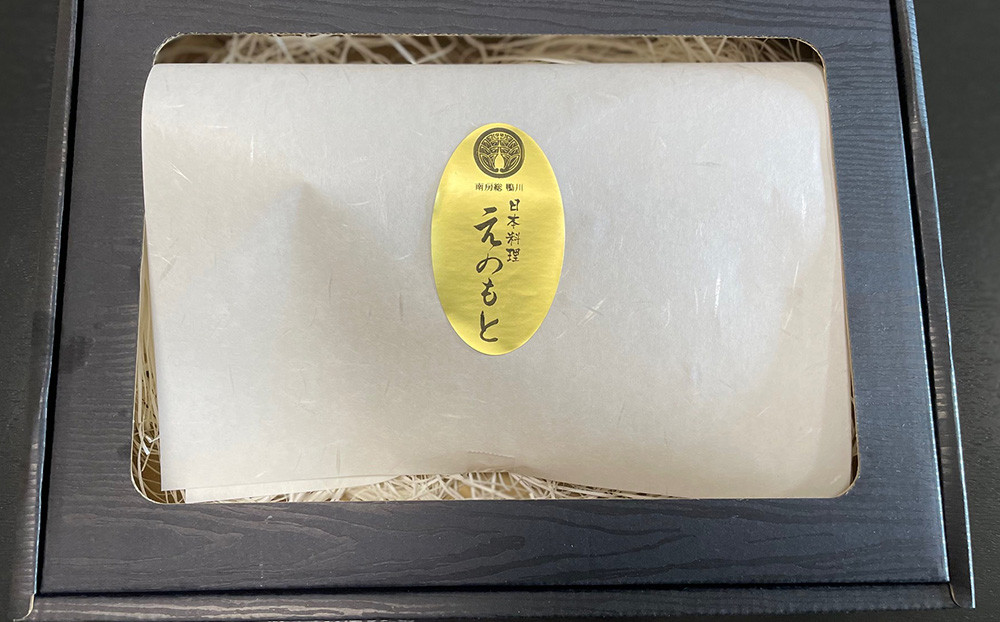 南房総 鴨川
日本料理
えのもと